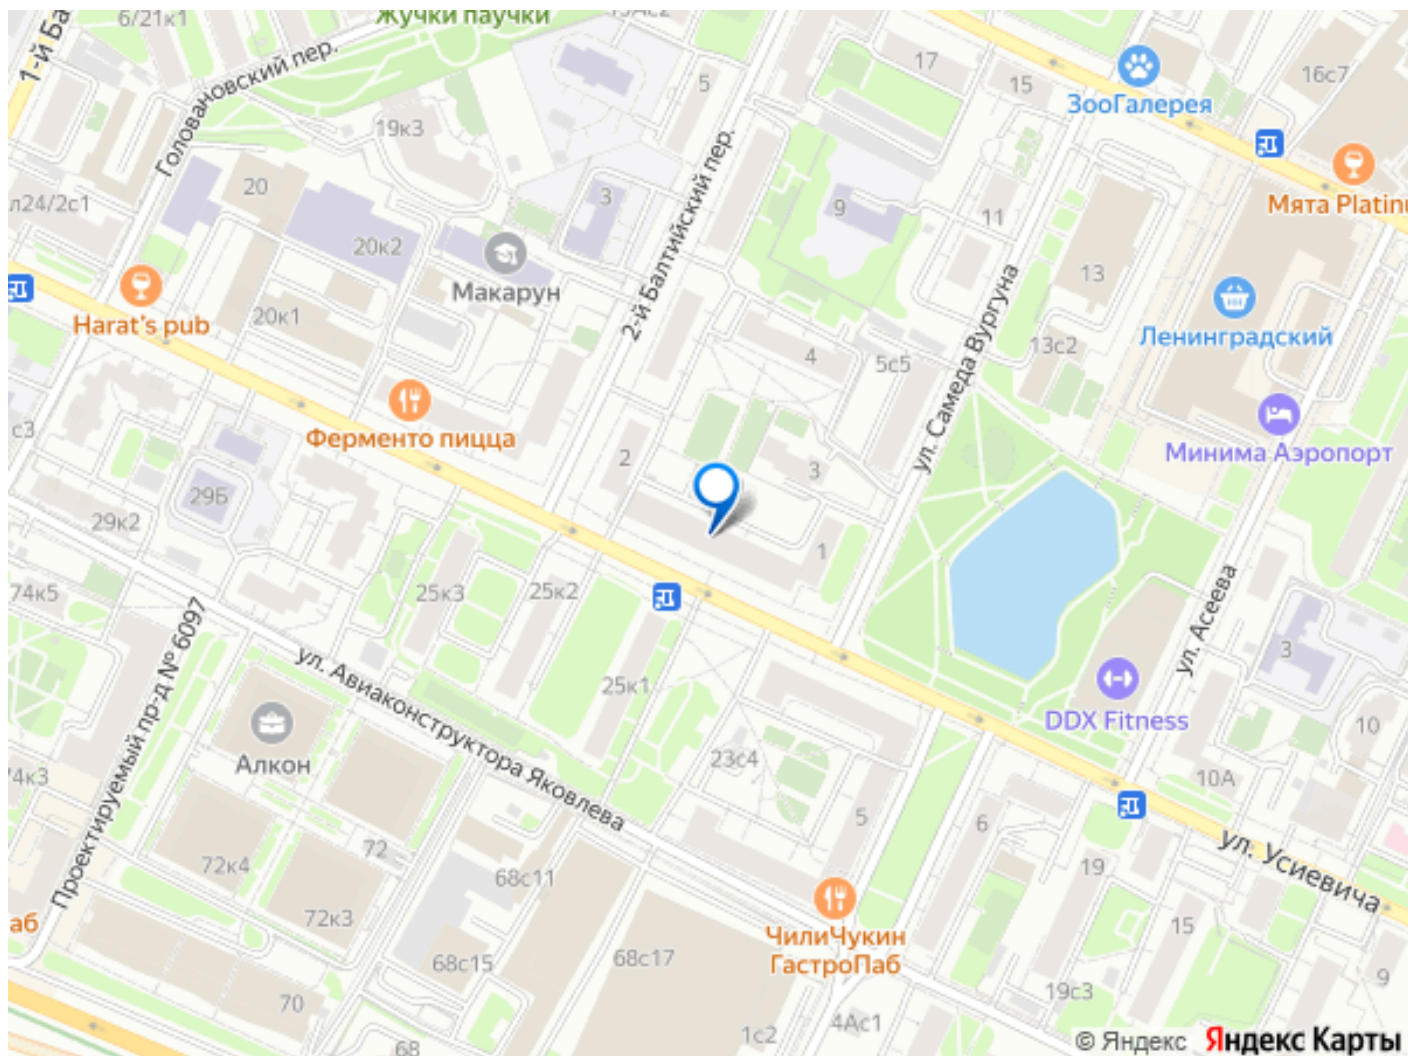 6/21к1
Жучки паучки
1-й Ба
Головановский пер.
19к3
5
17
15
16с7
ЗооГалерея
Мята Platinu
2-й Балтийский пер.
л24/2с1
20
20к2
3
9
11
13
Макарун
Harat's pub
20к1
Ленинградский
4
5с5
13с2
ул. Самеда Вургуна
с3
Ферменто пицца
Минима Аэропорт
2
3
29Б
29к2
1
74к5
25к3
25к2
ул. Асеева
3
Проектируемый пр-д № 6097
ул. Авиаконструктора Яковлева
25к1
DDX Fitness
10
Алкон
74к3
23с4
10А
5
6
ул. Усиевича
72
72к4
68с11
19
72к3
ЧилиЧукин
ГастроПаб
аб
15
68с15
68с17
9
70
19с3
4Ас1
1с2
68
© Яндекс Яндекс Карты